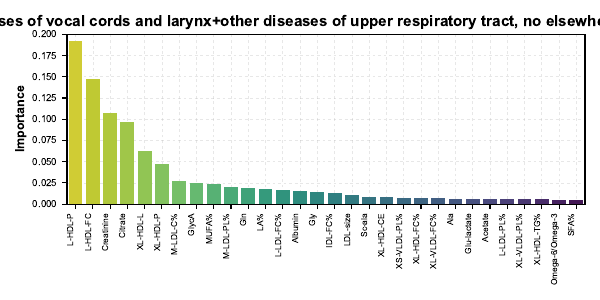 ses of vocal cords and larynx+other diseases of upper respiratory tract, no elsewhe
Importance
0.200
0.175
0.150
0.125
0.100
0.075
0.050
0.025
0.000
L-HDL-P
L-HDL-FC
Creatinine
Citrate
XL-HDL-L
XL-HDL-P
M-LDL-C%
GlycA
MUFA%
M-LDL-PL%
Gln
LA%
L-LDL-FC%
Albumin
Gly
IDL-FC%
LDL-size
Scala
XL-HDL-CE
XS-VLDL-PL%
XL-HDL-FC%
XL-VLDL-FC%
Ala
Glu-lactate
Acetate
L-LDL-PL%
XL-VLDL-PL%
XL-HDL-TG%
Omega-6/Omega-3
SFA%